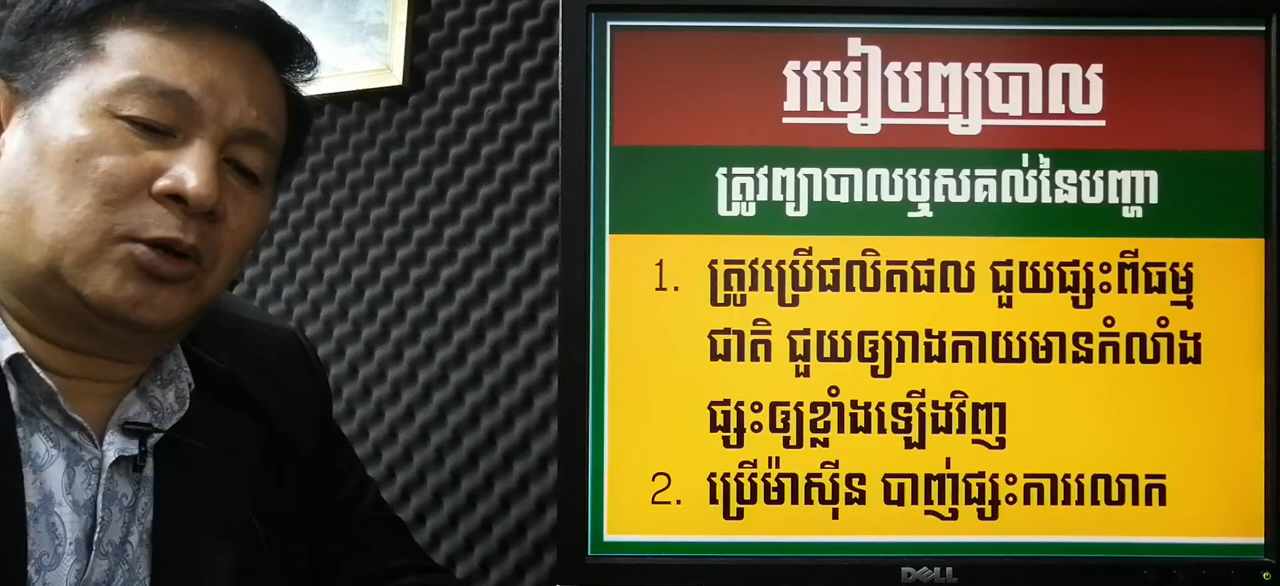 របៀបព្យបាល
ត្រូវព្យាបាលឬសគល់នៃបញ្ហា
1. ត្រូវប្រើផលិតផល ជួយផ្សះពីធម្ម
ជាតិ ជួយឲ្យរាងកាយមានកំលាំង
ផ្សះឲ្យខ្លាំងឡើងវិញ
2. ប្រើម៉ាស៊ីន បាញ់ផ្សះការរលាក
DELL